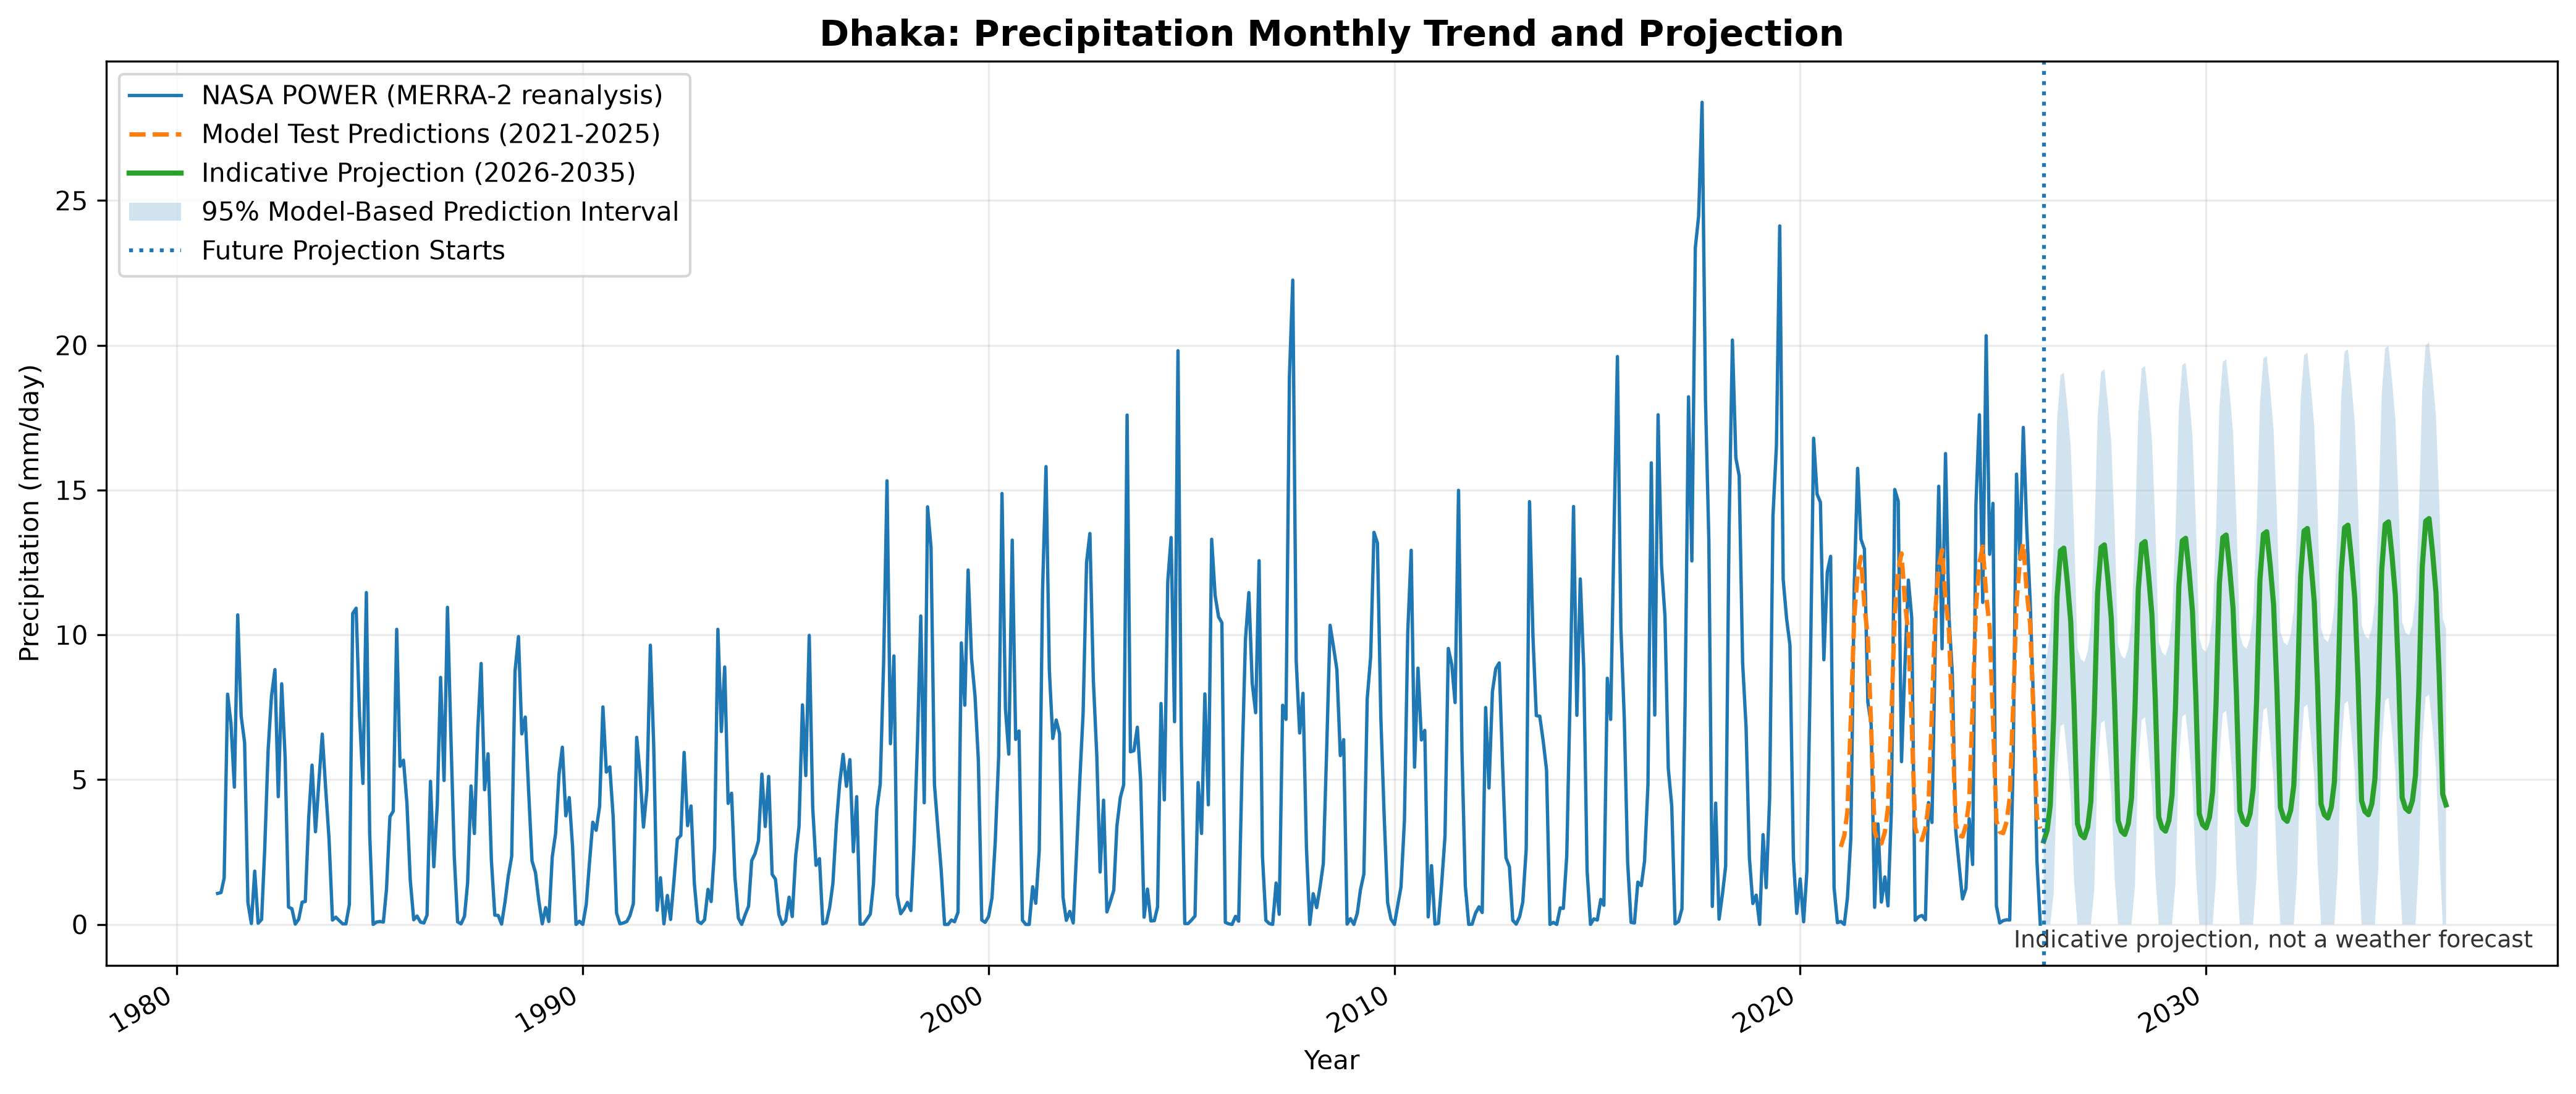 Dhaka: Precipitation Monthly Trend and Projection
NASA POWER (MERRA-2 reanalysis)
Model Test Predictions (2021-2025)
Indicative Projection (2026-2035)
95% Model-Based Prediction Interval
Future Projection Starts
Precipitation (mm/day)
25
20
15
10
5
0
Indicative projection, not a weather forecast
1980
1990
2000
2010
2020
2030
Year